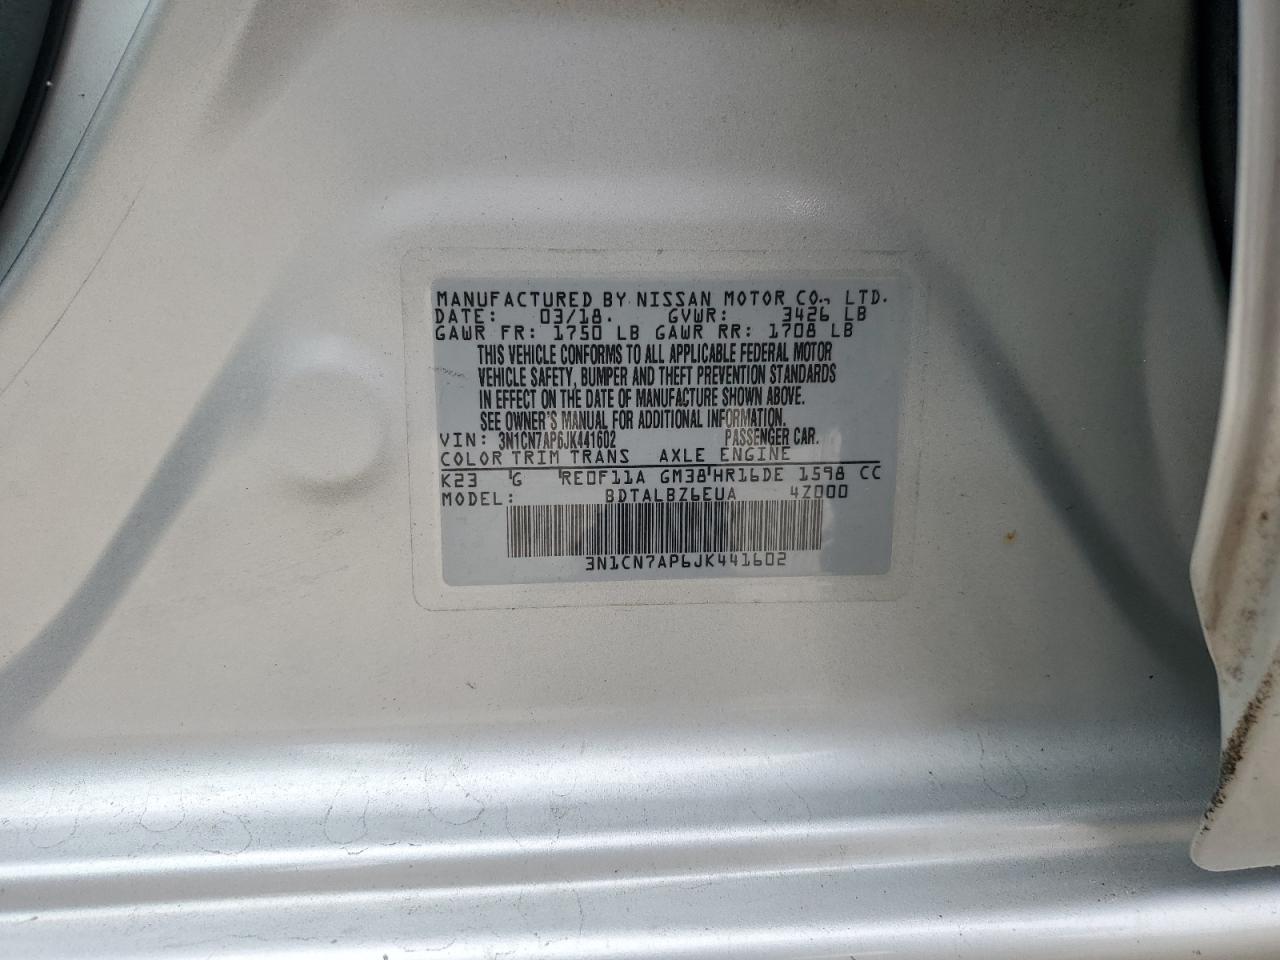 MANUFACTURED BY NISSAN MOTOR CO., LTD.
DATE: 03/18. GVWR: 3426 LB
GAWR FR: 1750 LB GAWR RR: 1708 LB
THIS VEHICLE CONFORMS TO ALL APPLICABLE FEDERAL MOTOR
VEHICLE SAFETY, BUMPER AND THEFT PREVENTION STANDARDS
IN EFFECT ON THE DATE OF MANUFACTURE SHOWN ABOVE.
SEE OWNER'S MANUAL FOR ADDITIONAL INFORMATION.
VIN: 3N1CN7AP6JK441602 PASSENGER CAR.
COLOR TRIM TRANS AXLE ENGINE
K23 G RE0F11A GM38 HR16DE 1598 CC
MODEL: BDTALBZ6EUA 4Z000
3N1CN7AP6JK441602